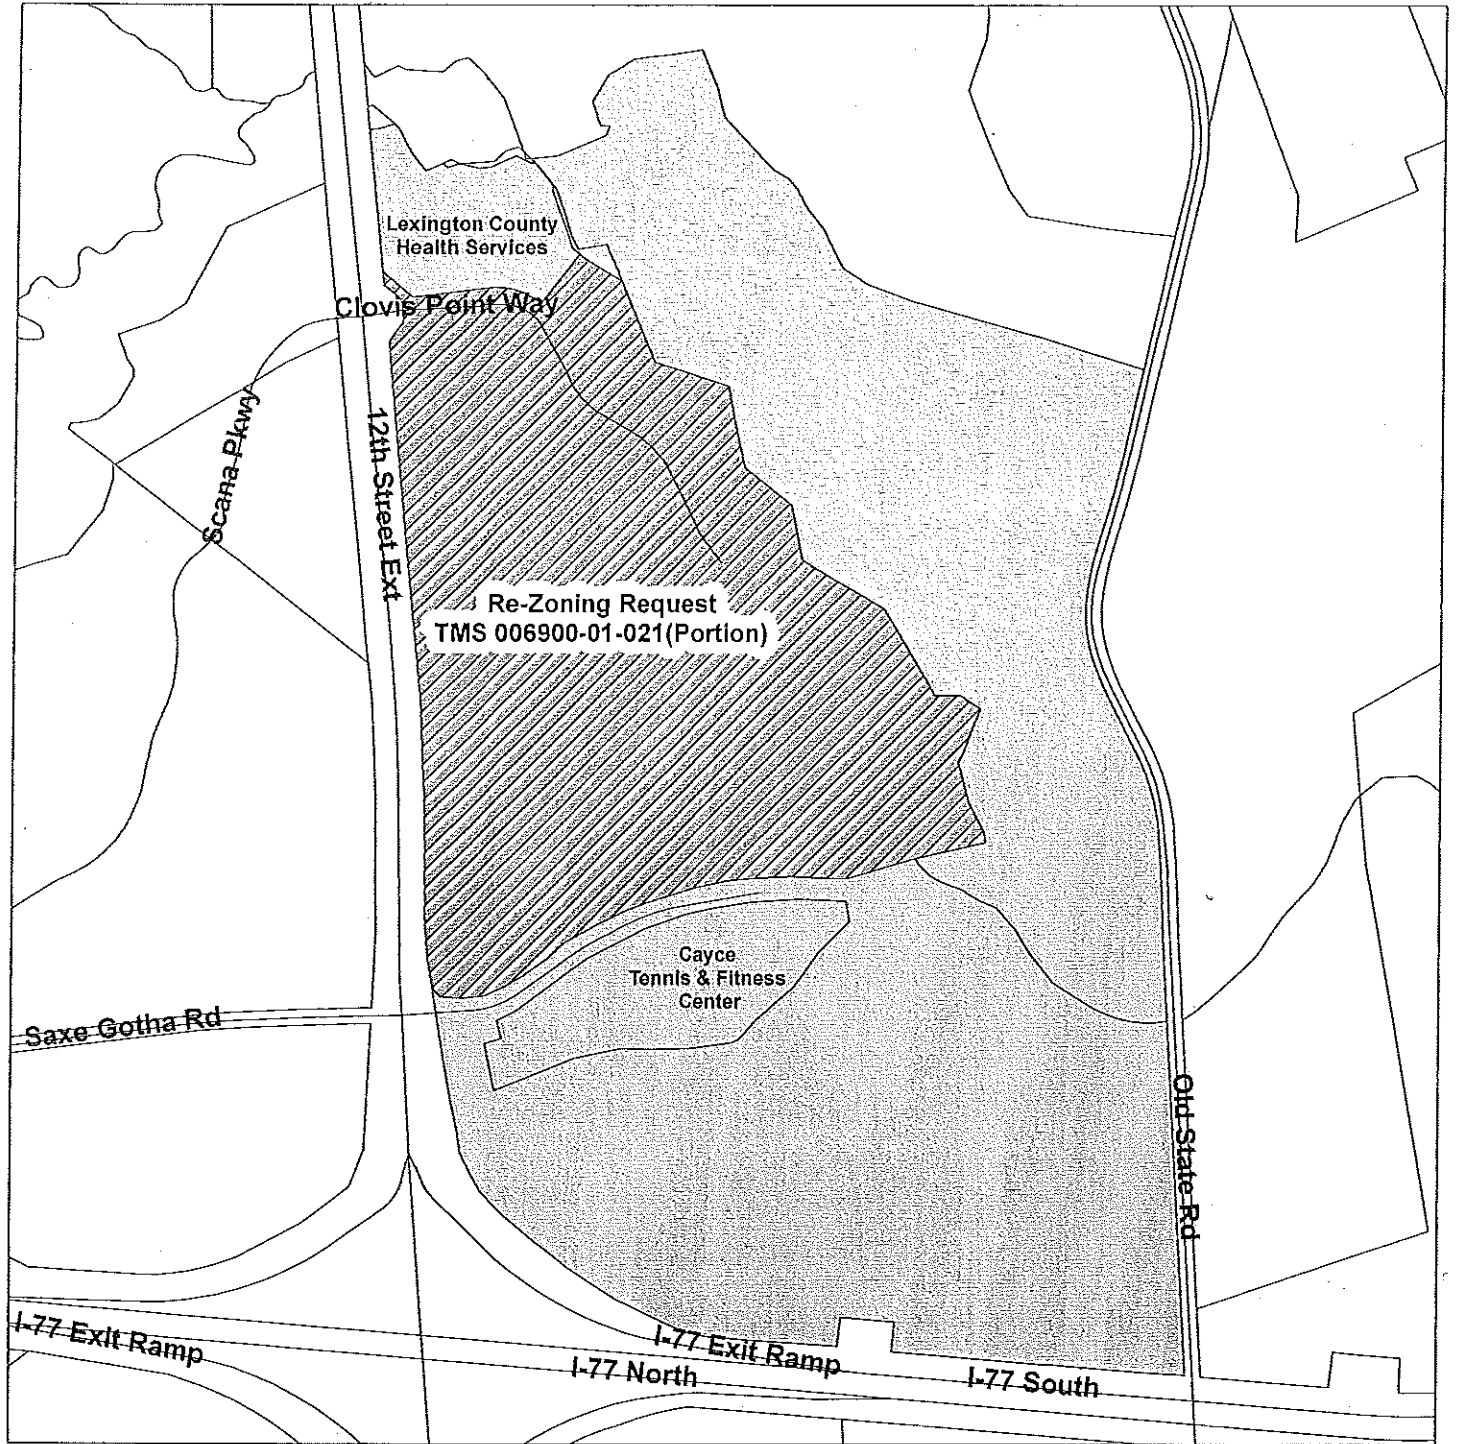 Lexington County
Health Services
Clovis Point Way
Scana Pkwy
12th Street Ext
Re-Zoning Request
TMS 006900-01-021(Portion)
Cayce
Tennis & Fitness
Center
Saxe Gotha Rd
Old State Rd
I-77 Exit Ramp
I-77 Exit Ramp
I-77 North
I-77 South